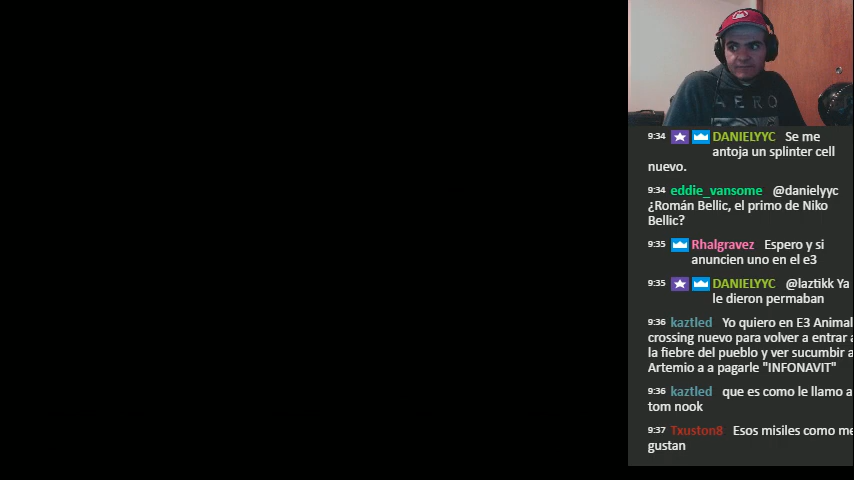 AERO
9:34 DANIELYYC Se me
antoja un splinter cell
nuevo.
9:34 eddie_vansome @danielyyc
¿Román Bellic, el primo de Niko
Bellic?
9:35 Rhalgravez Espero y si
anuncien uno en el e3
9:35 DANIELYYC @laztikk Ya
le dieron permaban
9:36 kaztled Yo quiero en E3 Animal
crossing nuevo para volver a entrar a
la fiebre del pueblo y ver sucumbir a
Artemio a a pagarle "INFONAVIT"
9:36 kaztled que es como le llamo a
tom nook
9:37 Txuston8 Esos misiles como me
gustan